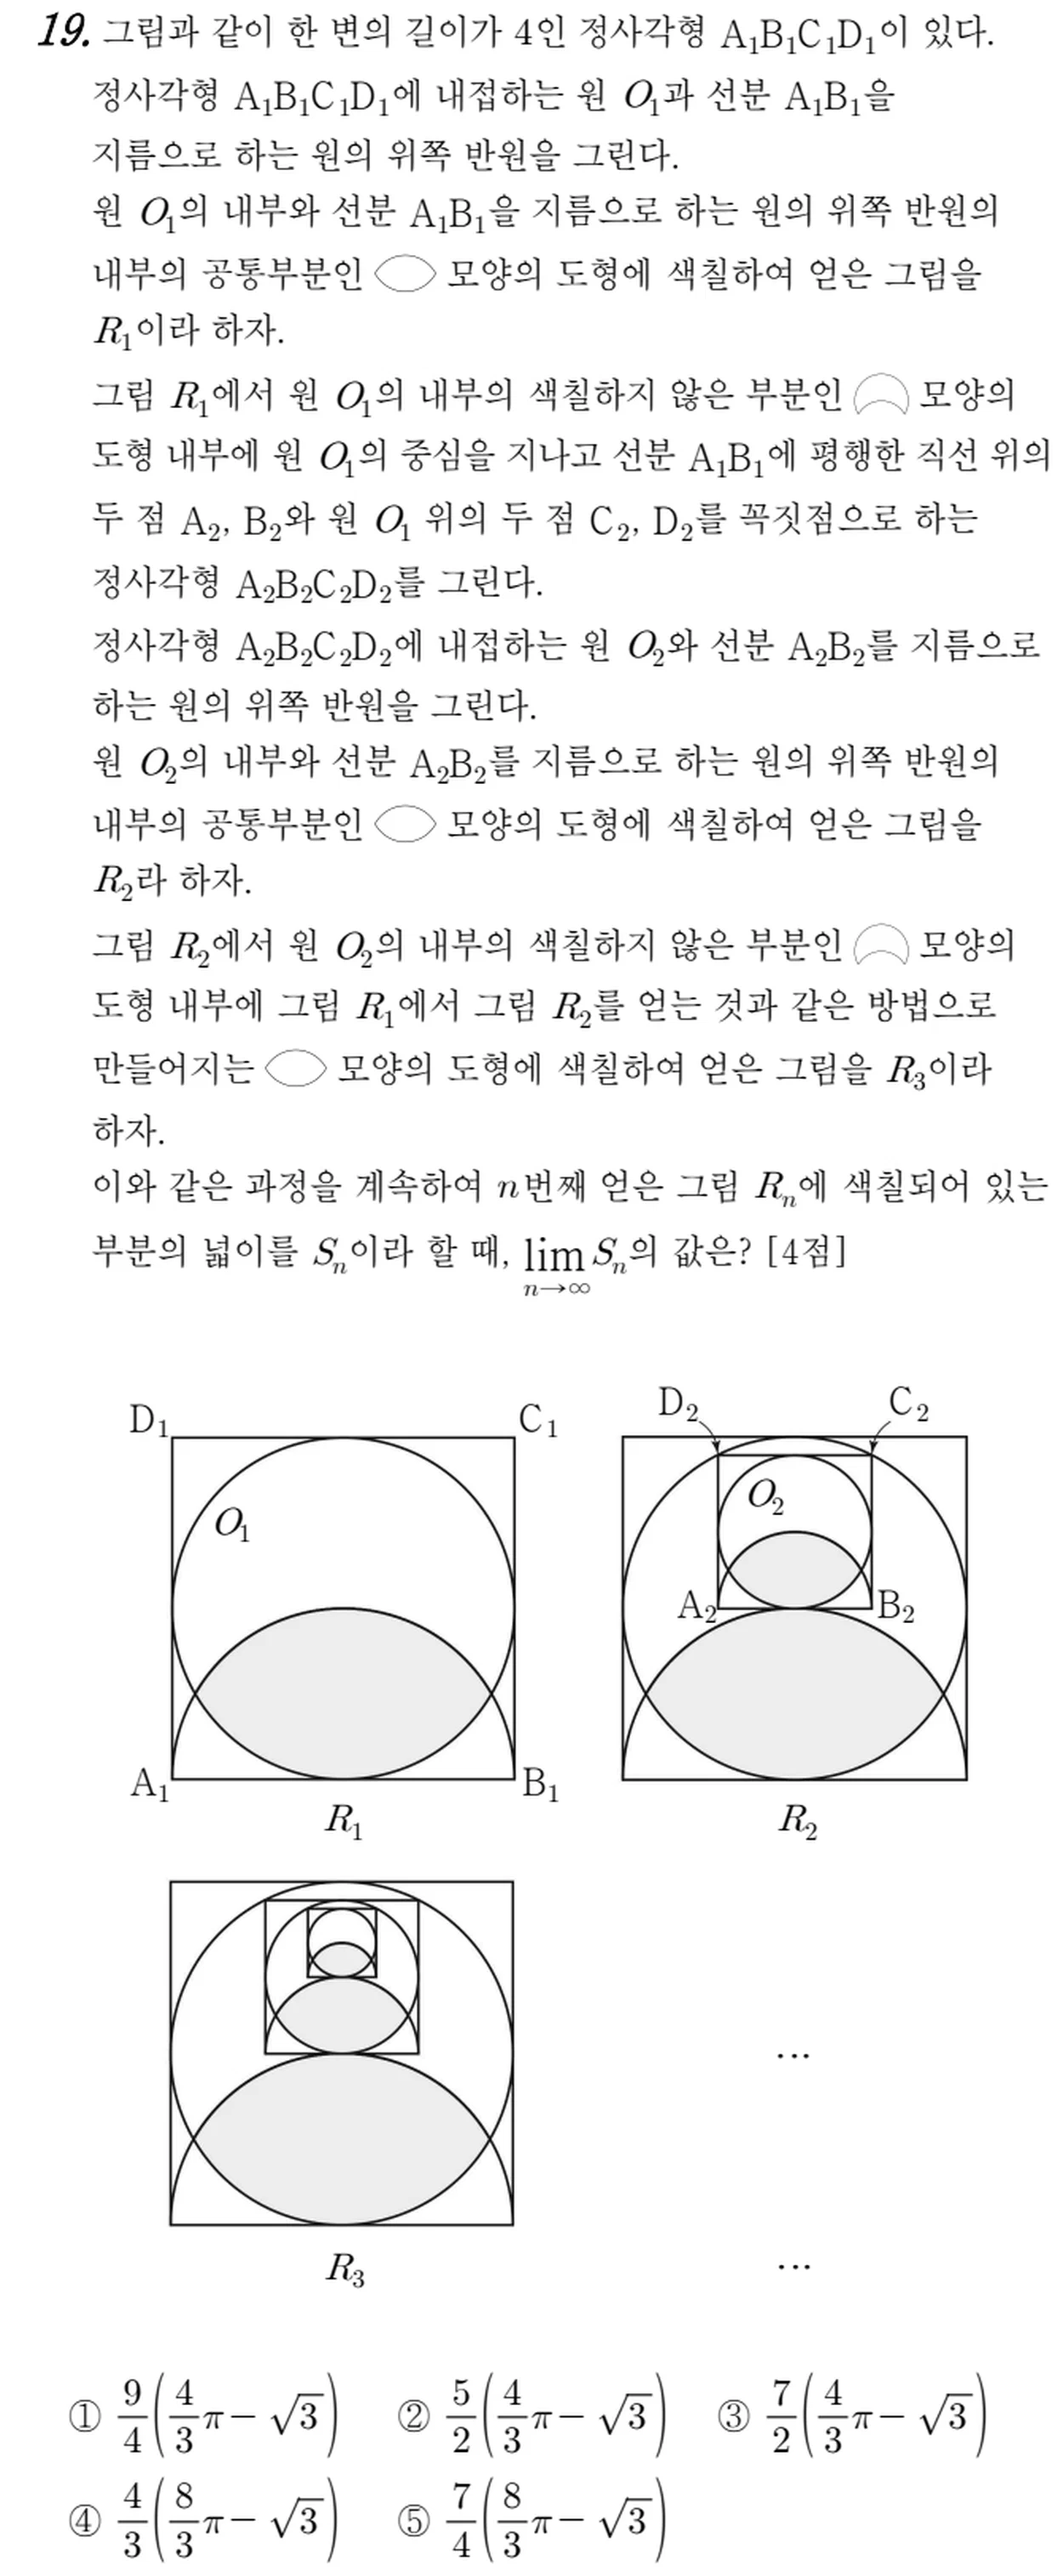 19. 그림과 같이 한 변의 길이가 4인 정사각형 A₁B₁C₁D₁이 있다.
정사각형 A₁B₁C₁D₁에 내접하는 원 O₁과 선분 A₁B₁을
지름으로 하는 원의 위쪽 반원을 그린다.
원 O₁의 내부와 선분 A₁B₁을 지름으로 하는 원의 위쪽 반원의
내부의 공통부분인 모양의 도형에 색칠하여 얻은 그림을
R₁이라 하자.
그림 R₁에서 원 O₁의 내부의 색칠하지 않은 부분인 모양의
도형 내부에 원 O₁의 중심을 지나고 선분 A₁B₁에 평행한 직선 위의
두 점 A₂, B₂와 원 O₁ 위의 두 점 C₂, D₂를 꼭짓점으로 하는
정사각형 A₂B₂C₂D₂를 그린다.
정사각형 A₂B₂C₂D₂에 내접하는 원 O₂와 선분 A₂B₂를 지름으로
하는 원의 위쪽 반원을 그린다.
원 O₂의 내부와 선분 A₂B₂를 지름으로 하는 원의 위쪽 반원의
내부의 공통부분인 모양의 도형에 색칠하여 얻은 그림을
R₂라 하자.
그림 R₂에서 원 O₂의 내부의 색칠하지 않은 부분인 모양의
도형 내부에 그림 R₁에서 그림 R₂를 얻는 것과 같은 방법으로
만들어지는 모양의 도형에 색칠하여 얻은 그림을 R₃이라
하자.
이와 같은 과정을 계속하여 n번째 얻은 그림 Rₙ에 색칠되어 있는
부분의 넓이를 Sₙ이라 할 때, lim n→∞ Sₙ의 값은? [4점]
D₁ C₁
O₁
A₁ B₁
R₁
D₂ C₂
O₂
A₂ B₂
R₂
…
R₃ …
① 9/4(4/3π − √3) ② 5/2(4/3π − √3) ③ 7/2(4/3π − √3)
④ 4/3(8/3π − √3) ⑤ 7/4(8/3π − √3)